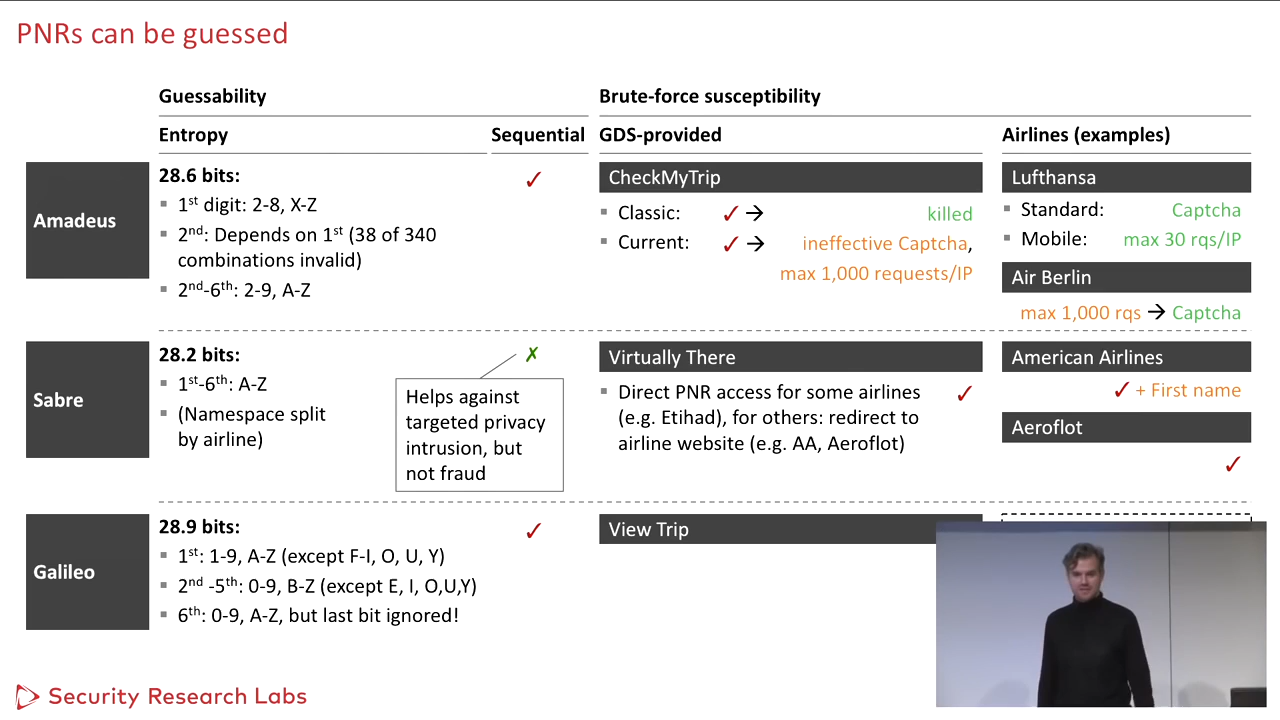 PNRs can be guessed
Guessability
Brute-force susceptibility
Entropy
Sequential
GDS-provided
Airlines (examples)
Amadeus
28.6 bits:
▪ 1st digit: 2-8, X-Z
▪ 2nd: Depends on 1st (38 of 340
combinations invalid)
▪ 2nd-6th: 2-9, A-Z
✓
CheckMyTrip
▪ Classic: ✓ → killed
▪ Current: ✓ → ineffective Captcha,
max 1,000 requests/IP
Lufthansa
▪ Standard: Captcha
▪ Mobile: max 30 rqs/IP
Air Berlin
max 1,000 rqs → Captcha
Sabre
28.2 bits:
▪ 1st-6th: A-Z
▪ (Namespace split
by airline)
✗
Helps against
targeted privacy
intrusion, but
not fraud
Virtually There
▪ Direct PNR access for some airlines ✓
(e.g. Etihad), for others: redirect to
airline website (e.g. AA, Aeroflot)
American Airlines
✓ + First name
Aeroflot
✓
Galileo
28.9 bits:
▪ 1st: 1-9, A-Z (except F-I, O, U, Y)
▪ 2nd -5th: 0-9, B-Z (except E, I, O,U,Y)
▪ 6th: 0-9, A-Z, but last bit ignored!
✓
View Trip
Security Research Labs